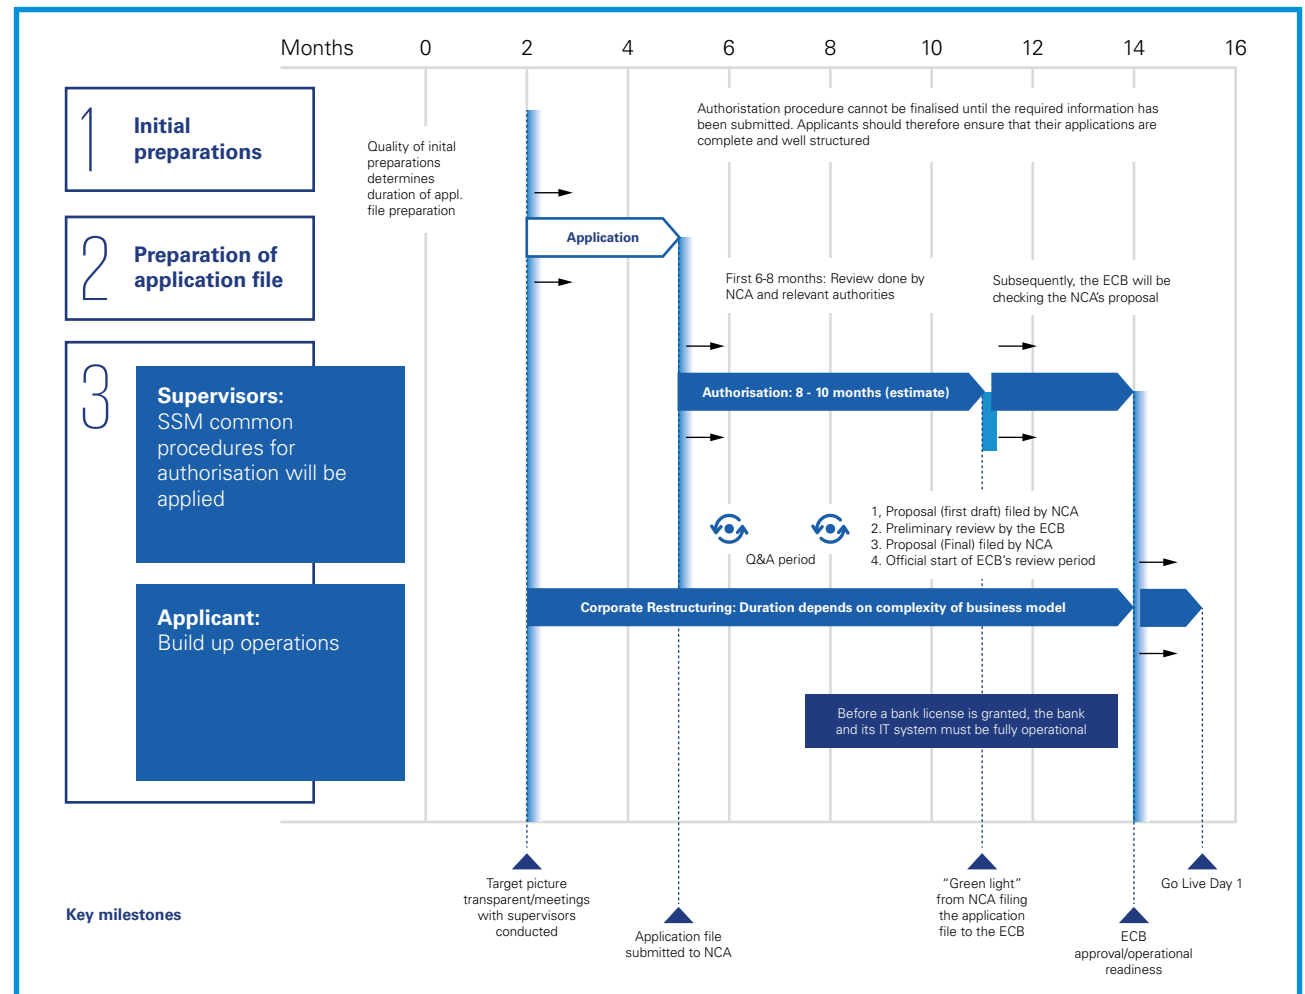 Months 0 2 4 6 8 10 12 14 16
1
Initial
preparations
Quality of inital
preparations
determines
duration of appl.
file preparation
Authoristation procedure cannot be finalised until the required information has
been submitted. Applicants should therefore ensure that their applications are
complete and well structured
2
Preparation of
application file
Application
First 6-8 months: Review done by
NCA and relevant authorities
Subsequently, the ECB will be
checking the NCA's proposal
3
Supervisors:
SSM common
procedures for
authorisation will be
applied
Authorisation: 8 - 10 months (estimate)
Q&A period
1, Proposal (first draft) filed by NCA
2. Preliminary review by the ECB
3. Proposal (Final) filed by NCA
4. Official start of ECB's review period
Applicant:
Build up operations
Corporate Restructuring: Duration depends on complexity of business model
Before a bank license is granted, the bank
and its IT system must be fully operational
Key milestones
Target picture
transparent/meetings
with supervisors
conducted
Application file
submitted to NCA
“Green light”
from NCA filing
the application
file to the ECB
ECB
approval/operational
readiness
Go Live Day 1